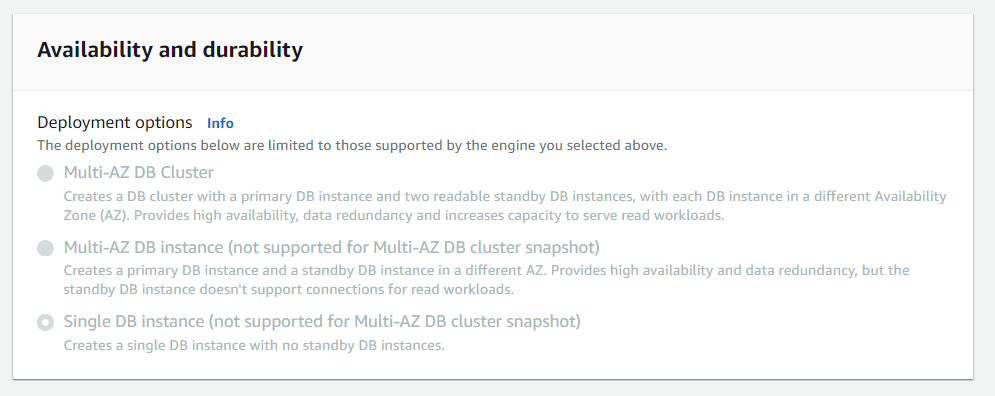 Availability and durability
Deployment options Info
The deployment options below are limited to those supported by the engine you selected above.
Multi-AZ DB Cluster
Creates a DB cluster with a primary DB instance and two readable standby DB instances, with each DB instance in a different Availability
Zone (AZ). Provides high availability, data redundancy and increases capacity to serve read workloads.
Multi-AZ DB instance (not supported for Multi-AZ DB cluster snapshot)
Creates a primary DB instance and a standby DB instance in a different AZ. Provides high availability and data redundancy, but the
standby DB instance doesn't support connections for read workloads.
Single DB instance (not supported for Multi-AZ DB cluster snapshot)
Creates a single DB instance with no standby DB instances.